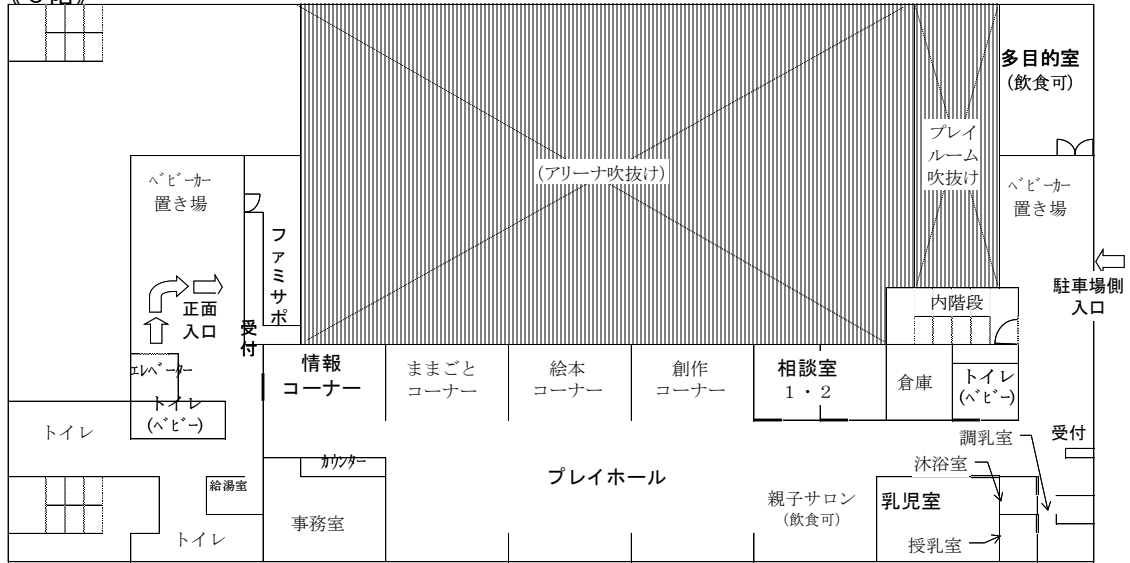 多目的室
(飲食可)
プレイ
ルーム
吹抜け
(アリーナ吹抜け)
ベビーカー
置き場
ベビーカー
置き場
ファミサポ
正面
入口
受付
駐車場側
入口
内階段
エレベーター
情報
コーナー
ままごと
コーナー
絵本
コーナー
創作
コーナー
相談室
1・2
倉庫
トイレ
(ベビー)
トイレ
(ベビー)
トイレ
調乳室
受付
沐浴室
カウンター
プレイホール
給湯室
事務室
親子サロン
(飲食可)
乳児室
トイレ
授乳室